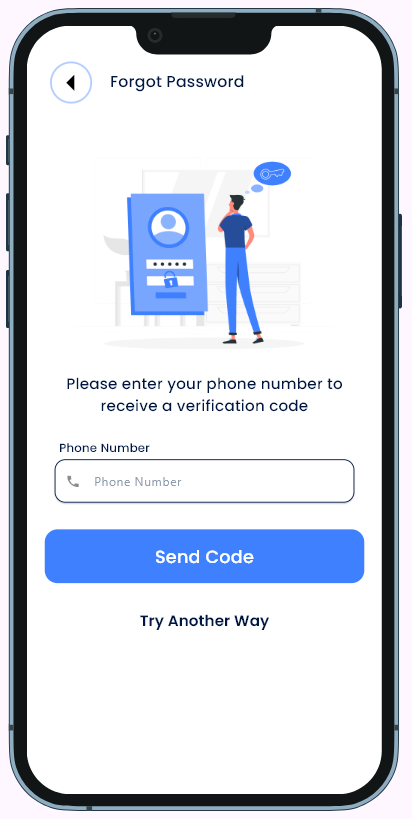 Forgot Password
Please enter your phone number to
receive a verification code
Phone Number
Phone Number
Send Code
Try Another Way